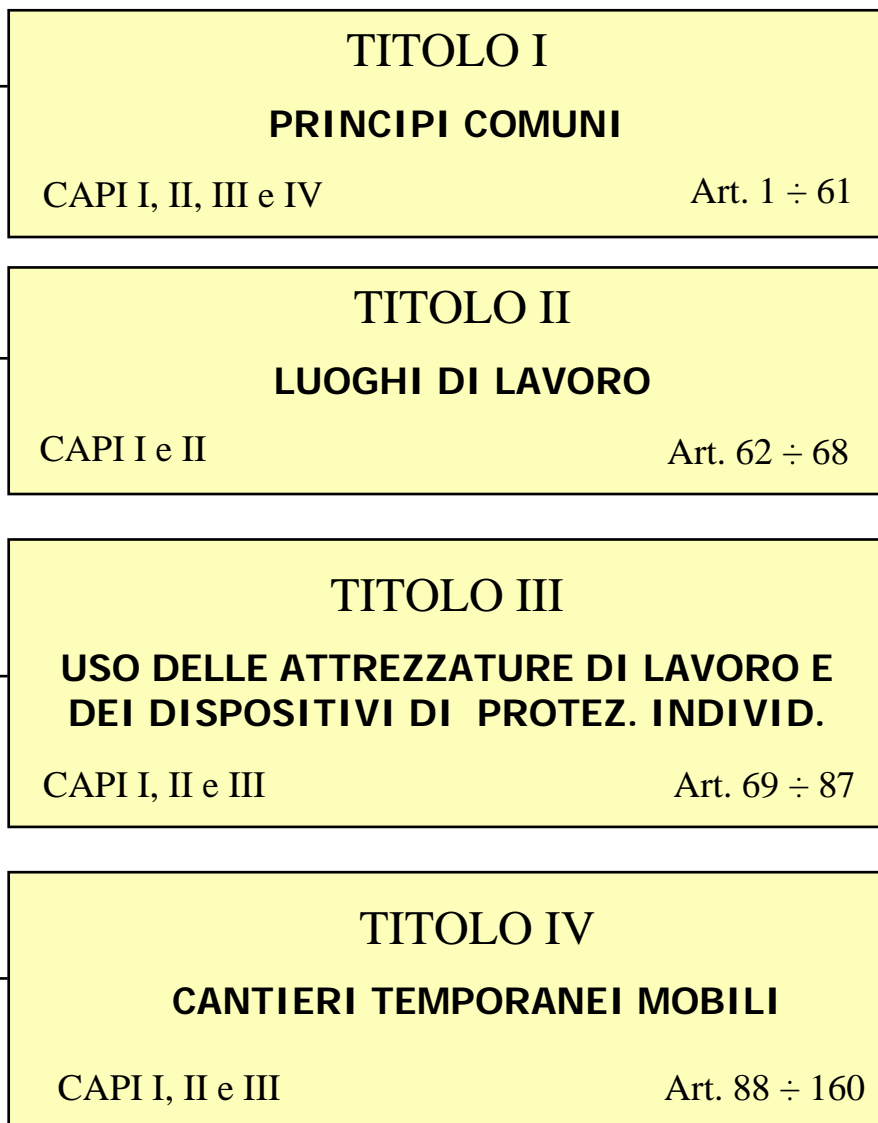 TITOLO I
PRINCIPI COMUNI
CAPI I, II, III e IV Art. 1 ÷ 61
TITOLO II
LUOGHI DI LAVORO
CAPI I e II Art. 62 ÷ 68
TITOLO III
USO DELLE ATTREZZATURE DI LAVORO E
DEI DISPOSITIVI DI PROTEZ. INDIVID.
CAPI I, II e III Art. 69 ÷ 87
TITOLO IV
CANTIERI TEMPORANEI MOBILI
CAPI I, II e III Art. 88 ÷ 160